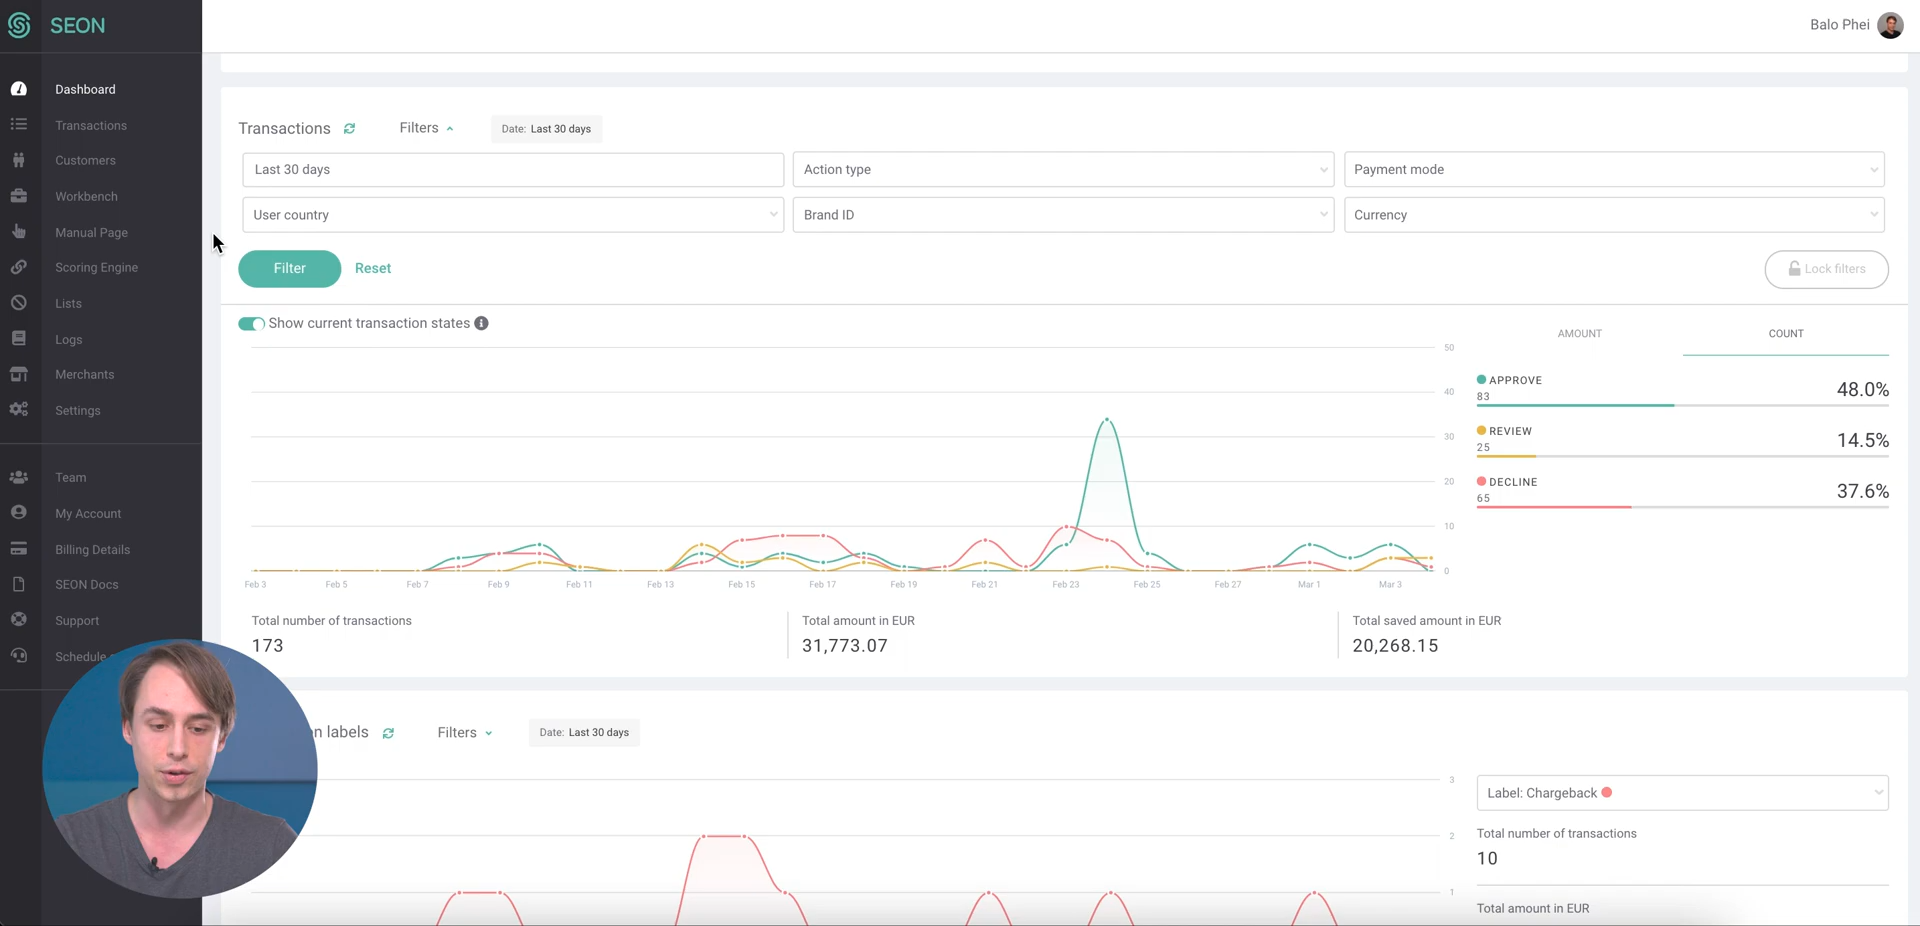 SEON
Balo Phei
Dashboard
Transactions
Customers
Workbench
Manual Page
Scoring Engine
Lists
Logs
Merchants
Settings
Team
My Account
Billing Details
SEON Docs
Support
Schedule
Transactions
Filters
Date: Last 30 days
Last 30 days
Action type
Payment mode
User country
Brand ID
Currency
Filter
Reset
Lock filters
Show current transaction states
50
40
30
20
10
0
Feb 3 Feb 5 Feb 7 Feb 9 Feb 11 Feb 13 Feb 15 Feb 17 Feb 19 Feb 21 Feb 23 Feb 25 Feb 27 Mar 1 Mar 3
AMOUNT
COUNT
APPROVE
83
48.0%
REVIEW
25
14.5%
DECLINE
65
37.6%
Total number of transactions
173
Total amount in EUR
31,773.07
Total saved amount in EUR
20,268.15
on labels
Filters
Date: Last 30 days
3
2
1
Label: Chargeback
Total number of transactions
10
Total amount in EUR